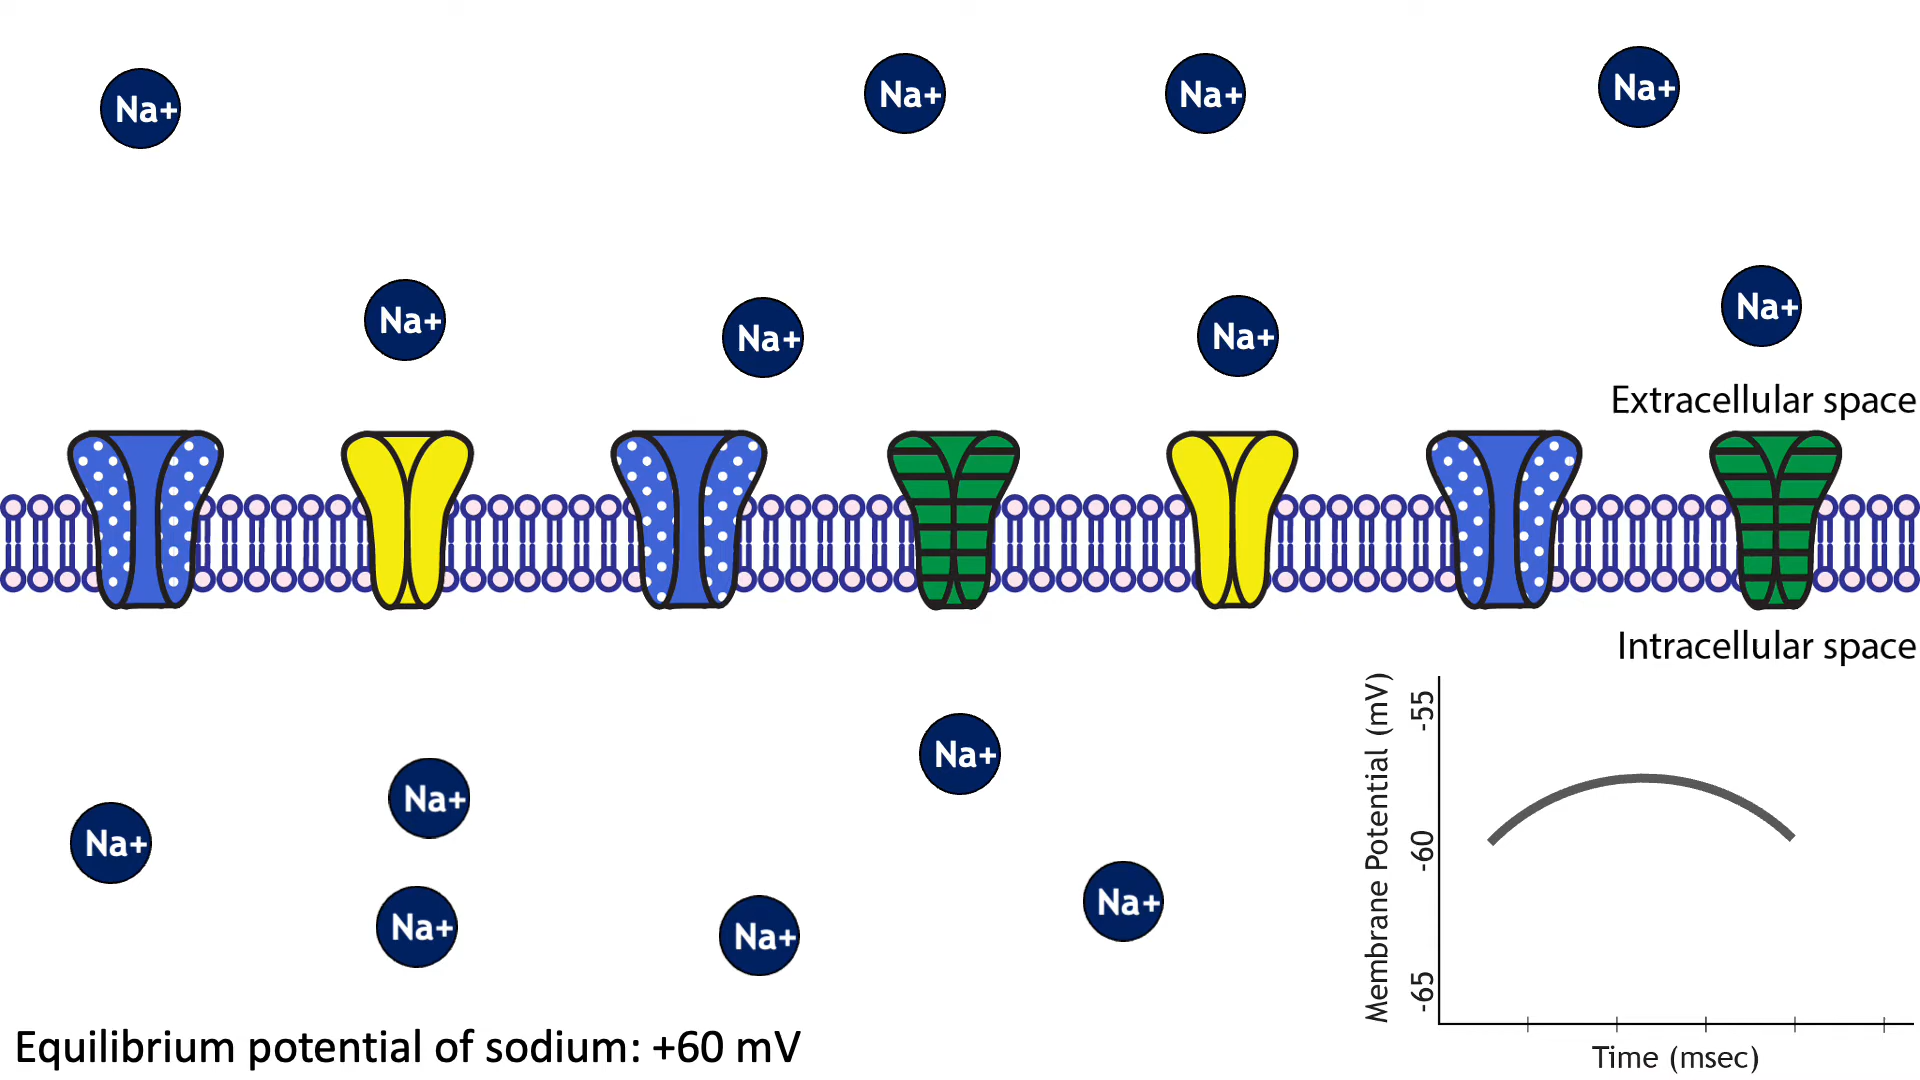 Na+
Na+
Na+
Na+
Na+
Na+
Na+
Na+
Extracellular space
Intracellular space
Na+
Na+
Na+
Na+
Na+
Na+
Membrane Potential (mV)
-55
-60
-65
Time (msec)
Equilibrium potential of sodium: +60 mV